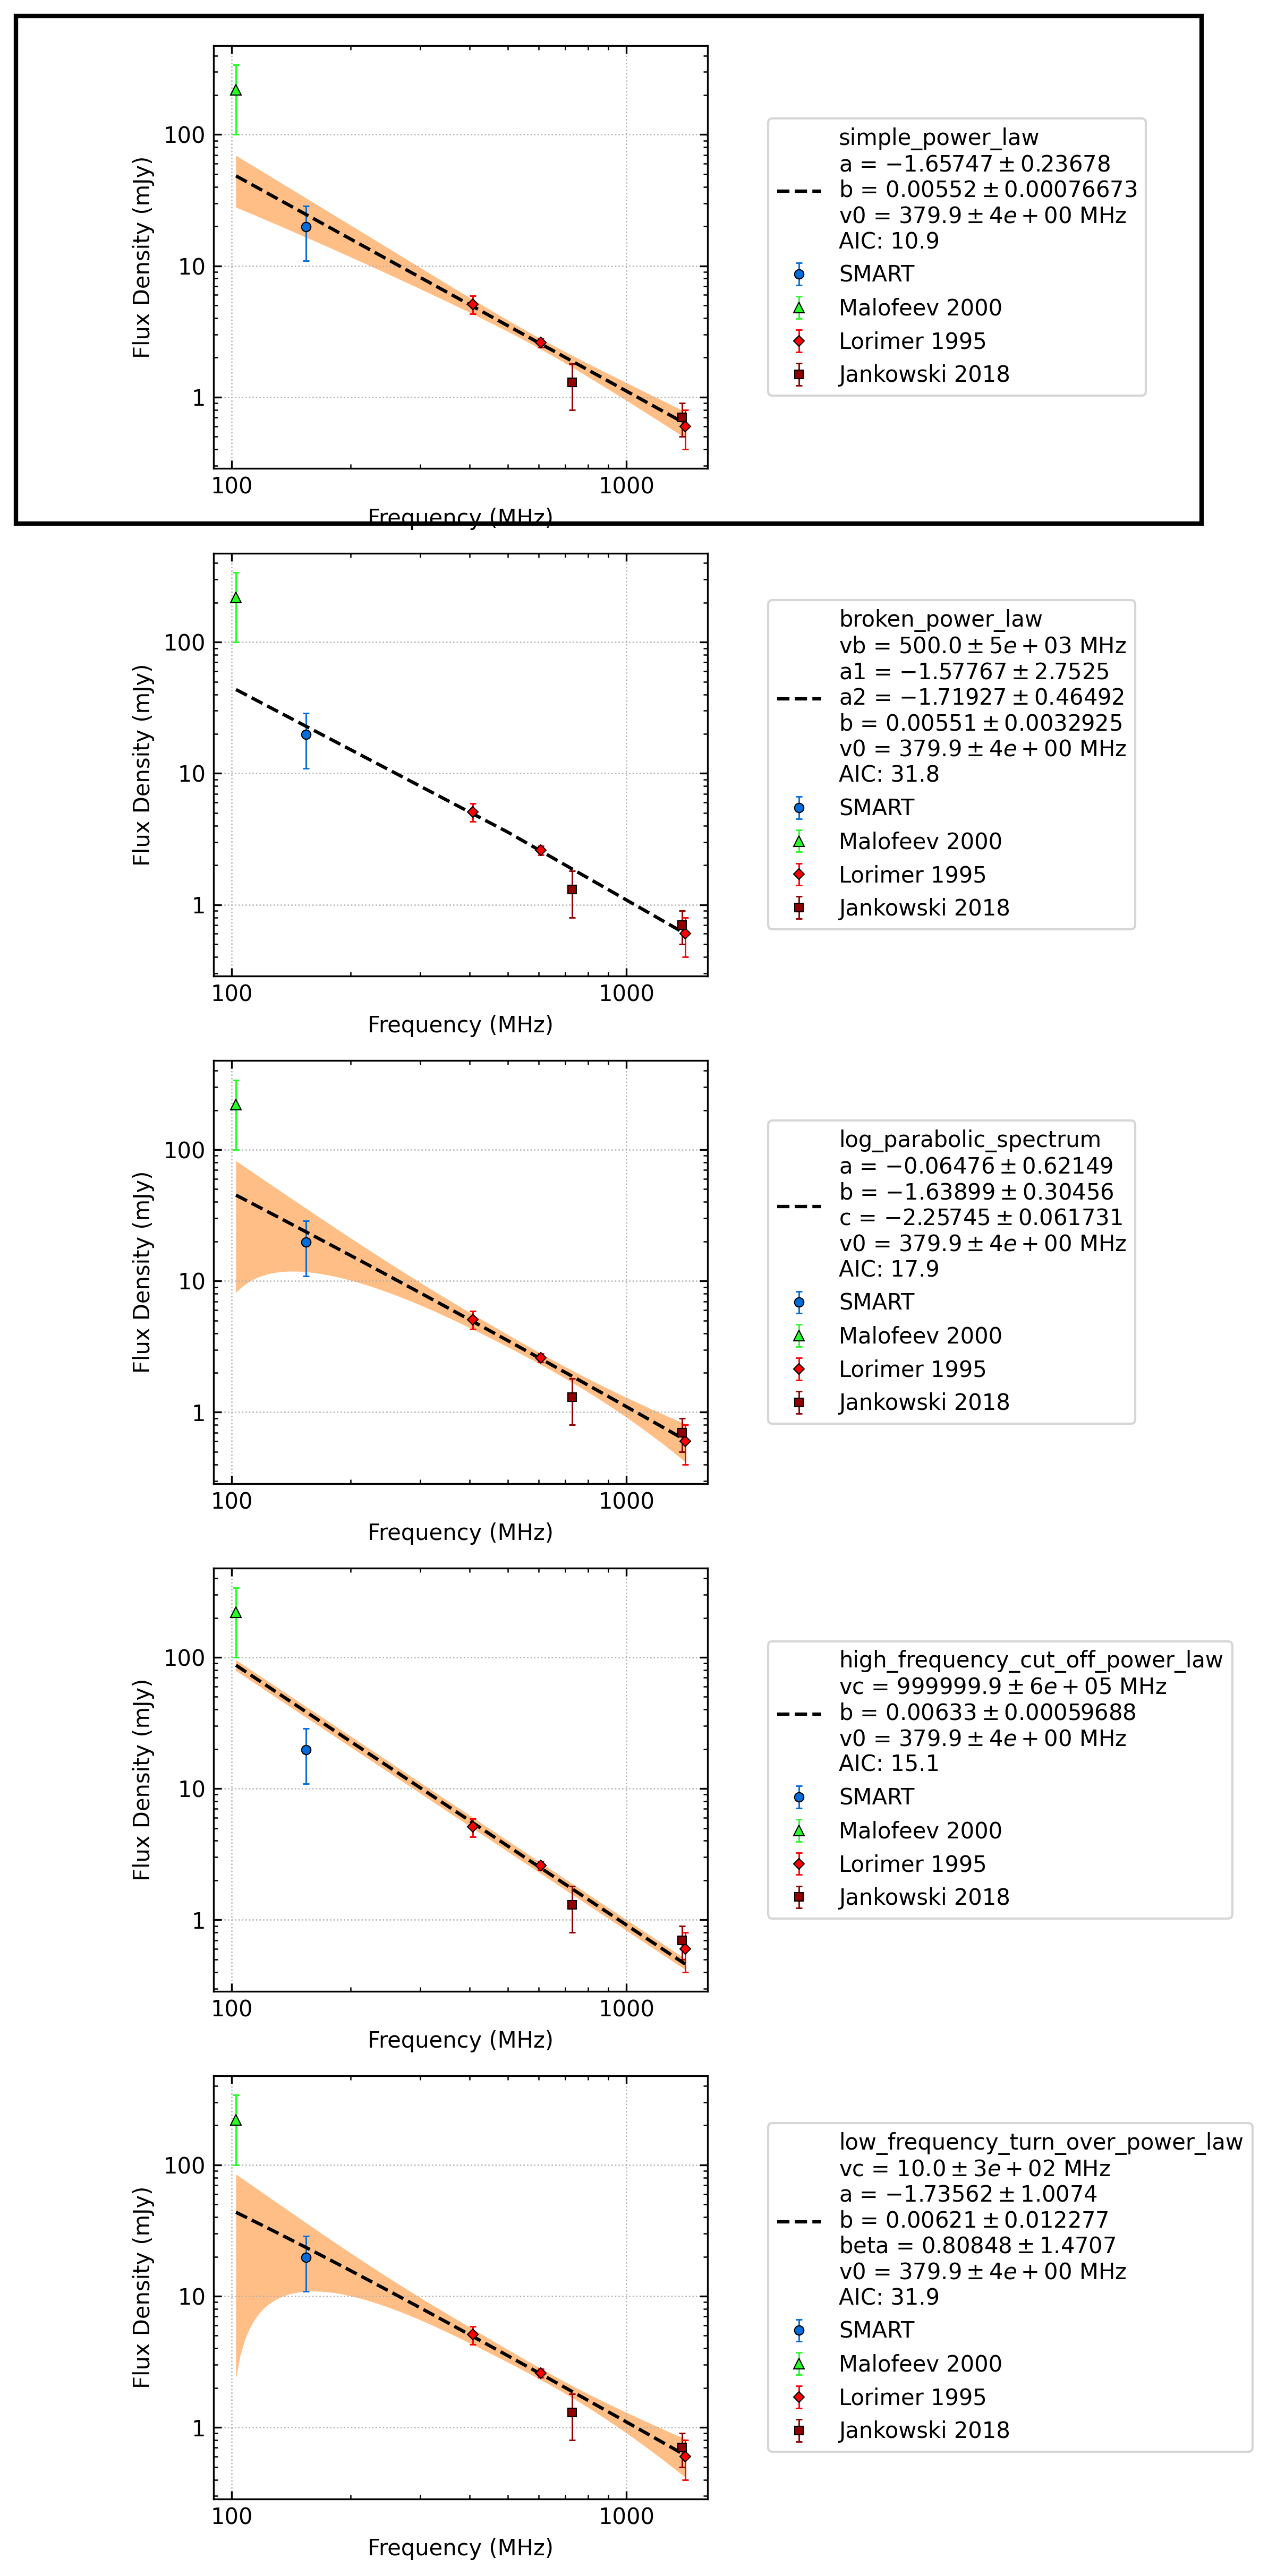 100
10
1
Flux Density (mJy)
100
1000
Frequency (MHz)
simple_power_law
a = −1.65747 ± 0.23678
b = 0.00552 ± 0.00076673
v0 = 379.9 ± 4e + 00 MHz
AIC: 10.9
SMART
Malofeev 2000
Lorimer 1995
Jankowski 2018
100
10
1
Flux Density (mJy)
100
1000
Frequency (MHz)
broken_power_law
vb = 500.0 ± 5e + 03 MHz
a1 = −1.57767 ± 2.7525
a2 = −1.71927 ± 0.46492
b = 0.00551 ± 0.0032925
v0 = 379.9 ± 4e + 00 MHz
AIC: 31.8
SMART
Malofeev 2000
Lorimer 1995
Jankowski 2018
100
10
1
Flux Density (mJy)
100
1000
Frequency (MHz)
log_parabolic_spectrum
a = −0.06476 ± 0.62149
b = −1.63899 ± 0.30456
c = −2.25745 ± 0.061731
v0 = 379.9 ± 4e + 00 MHz
AIC: 17.9
SMART
Malofeev 2000
Lorimer 1995
Jankowski 2018
100
10
1
Flux Density (mJy)
100
1000
Frequency (MHz)
high_frequency_cut_off_power_law
vc = 999999.9 ± 6e + 05 MHz
b = 0.00633 ± 0.00059688
v0 = 379.9 ± 4e + 00 MHz
AIC: 15.1
SMART
Malofeev 2000
Lorimer 1995
Jankowski 2018
100
10
1
Flux Density (mJy)
100
1000
Frequency (MHz)
low_frequency_turn_over_power_law
vc = 10.0 ± 3e + 02 MHz
a = −1.73562 ± 1.0074
b = 0.00621 ± 0.012277
beta = 0.80848 ± 1.4707
v0 = 379.9 ± 4e + 00 MHz
AIC: 31.9
SMART
Malofeev 2000
Lorimer 1995
Jankowski 2018